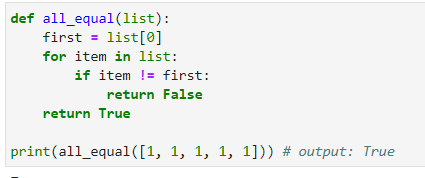 def all_equal(list):
    first = list[0]
    for item in list:
        if item != first:
            return False
    return True

print(all_equal([1, 1, 1, 1, 1])) # output: True